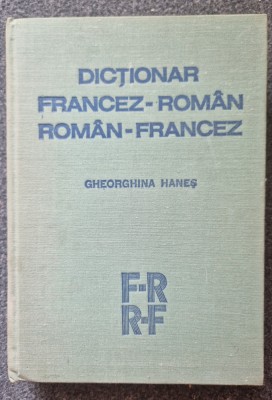 DICȚIONAR
FRANCEZ-ROMÂN
ROMÂN-FRANCEZ
GHEORGHINA HANEȘ
F-R
R-F